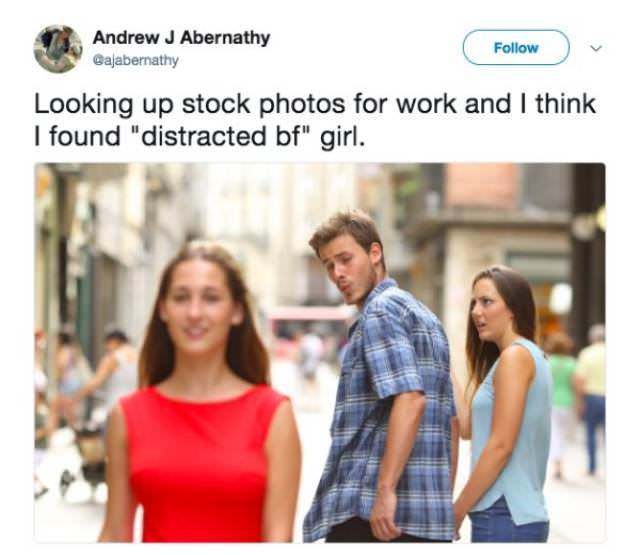 Andrew J Abernathy
@ajabernathy
Follow
Looking up stock photos for work and I think
I found "distracted bf" girl.